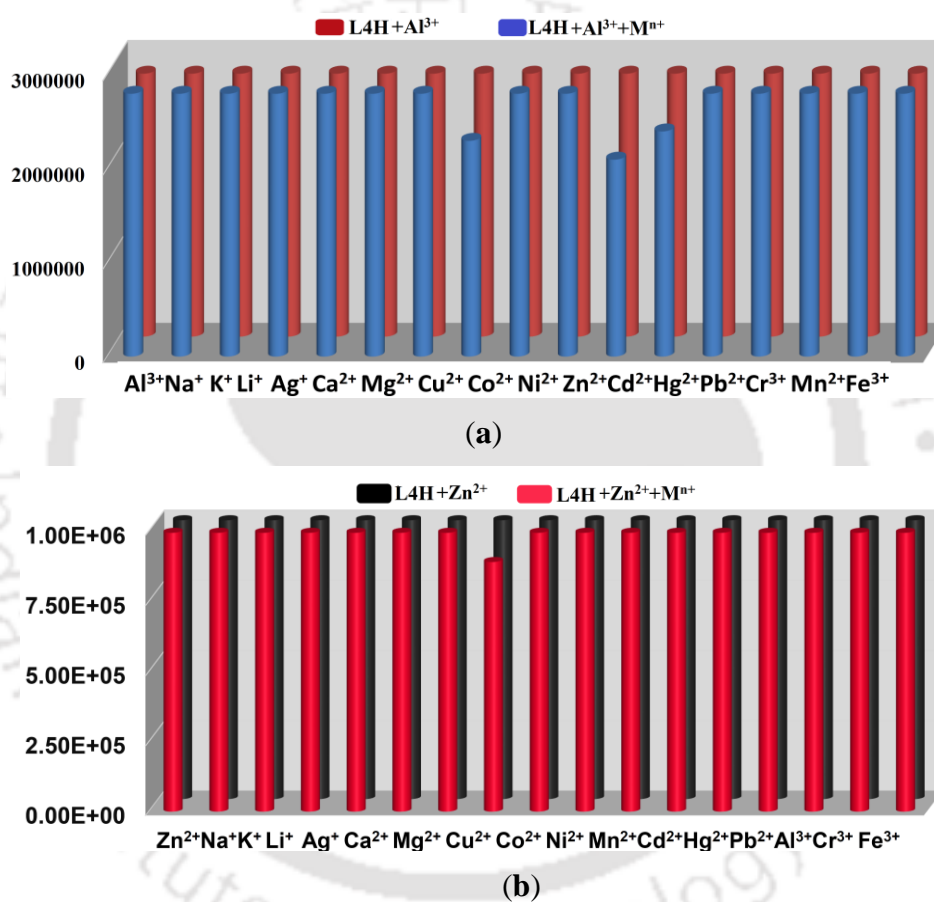 L4H+Al³⁺ L4H+Al³⁺+Mⁿ⁺
3000000
2000000
1000000
0
Al³⁺ Na⁺ K⁺ Li⁺ Ag⁺ Ca²⁺ Mg²⁺ Cu²⁺ Co²⁺ Ni²⁺ Zn²⁺ Cd²⁺ Hg²⁺ Pb²⁺ Cr³⁺ Mn²⁺ Fe³⁺
(a)
L4H+Zn²⁺ L4H+Zn²⁺+Mⁿ⁺
1.00E+06
7.50E+05
5.00E+05
2.50E+05
0.00E+00
Zn²⁺ Na⁺ K⁺ Li⁺ Ag⁺ Ca²⁺ Mg²⁺ Cu²⁺ Co²⁺ Ni²⁺ Mn²⁺ Cd²⁺ Hg²⁺ Pb²⁺ Al³⁺ Cr³⁺ Fe³⁺
(b)